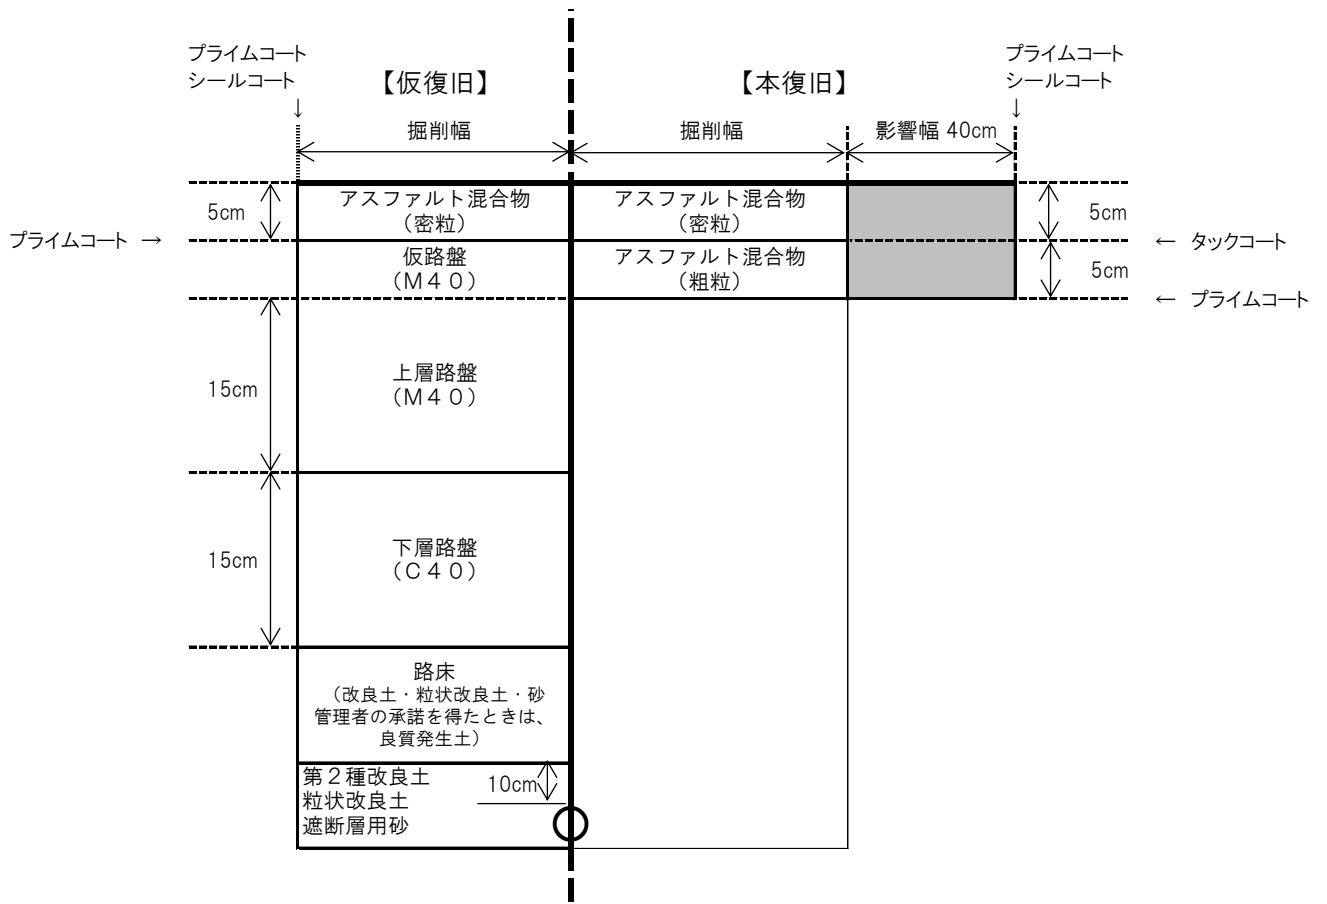 プライムコート
シールコート
↓
【仮復旧】
【本復旧】
プライムコート
シールコート
↓
掘削幅
掘削幅
影響幅 40cm
5cm
アスファルト混合物
（密粒）
アスファルト混合物
（密粒）
5cm
プライムコート →
← タックコート
仮路盤
（Ｍ４０）
アスファルト混合物
（粗粒）
5cm
← プライムコート
15cm
上層路盤
（Ｍ４０）
15cm
下層路盤
（Ｃ４０）
路床
（改良土・粒状改良土・砂
管理者の承諾を得たときは、
良質発生土）
第２種改良土
粒状改良土
遮断層用砂
10cm